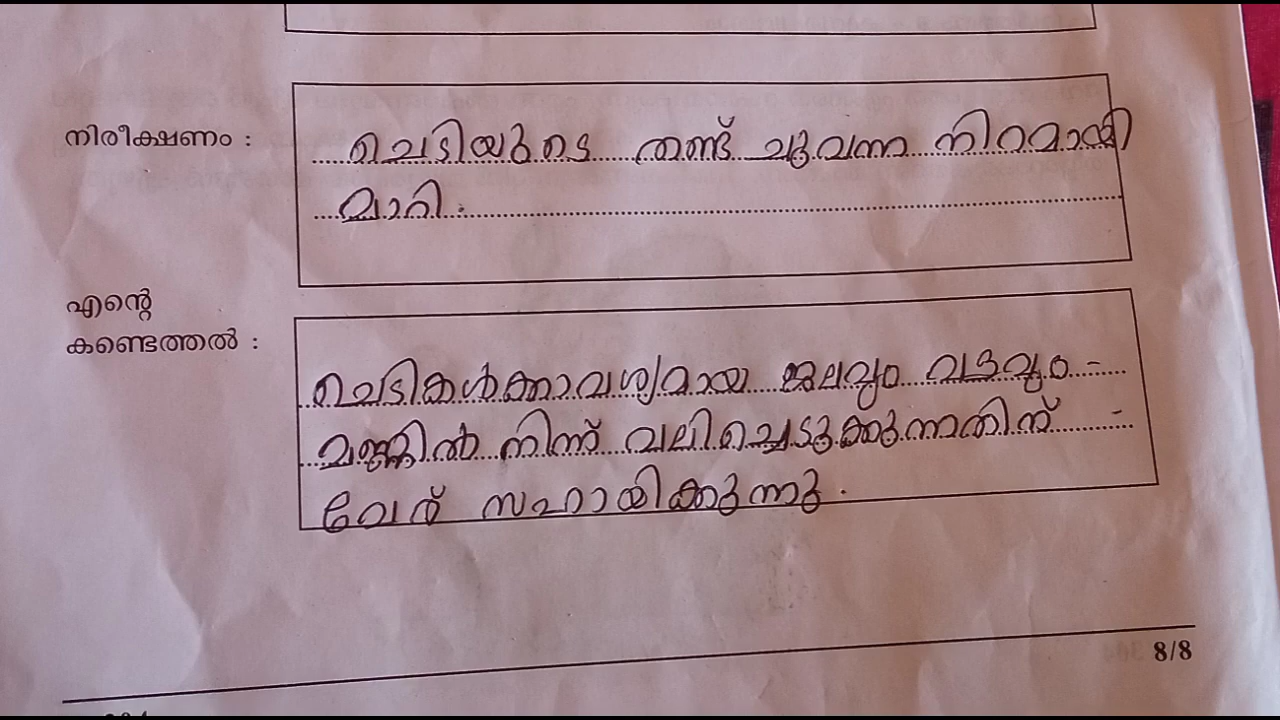 നിരീക്ഷണം :
ചെടിയുടെ തണ്ട് ചുവന്ന നിറമായി
മാറി.
എന്റെ
കണ്ടെത്തൽ :
ചെടികൾക്കാവശ്യമായ ജലവും വളവും -
മണ്ണിൽ നിന്ന് വലിച്ചെടുക്കുന്നതിന് -
വേര് സഹായിക്കുന്നു.
8/8